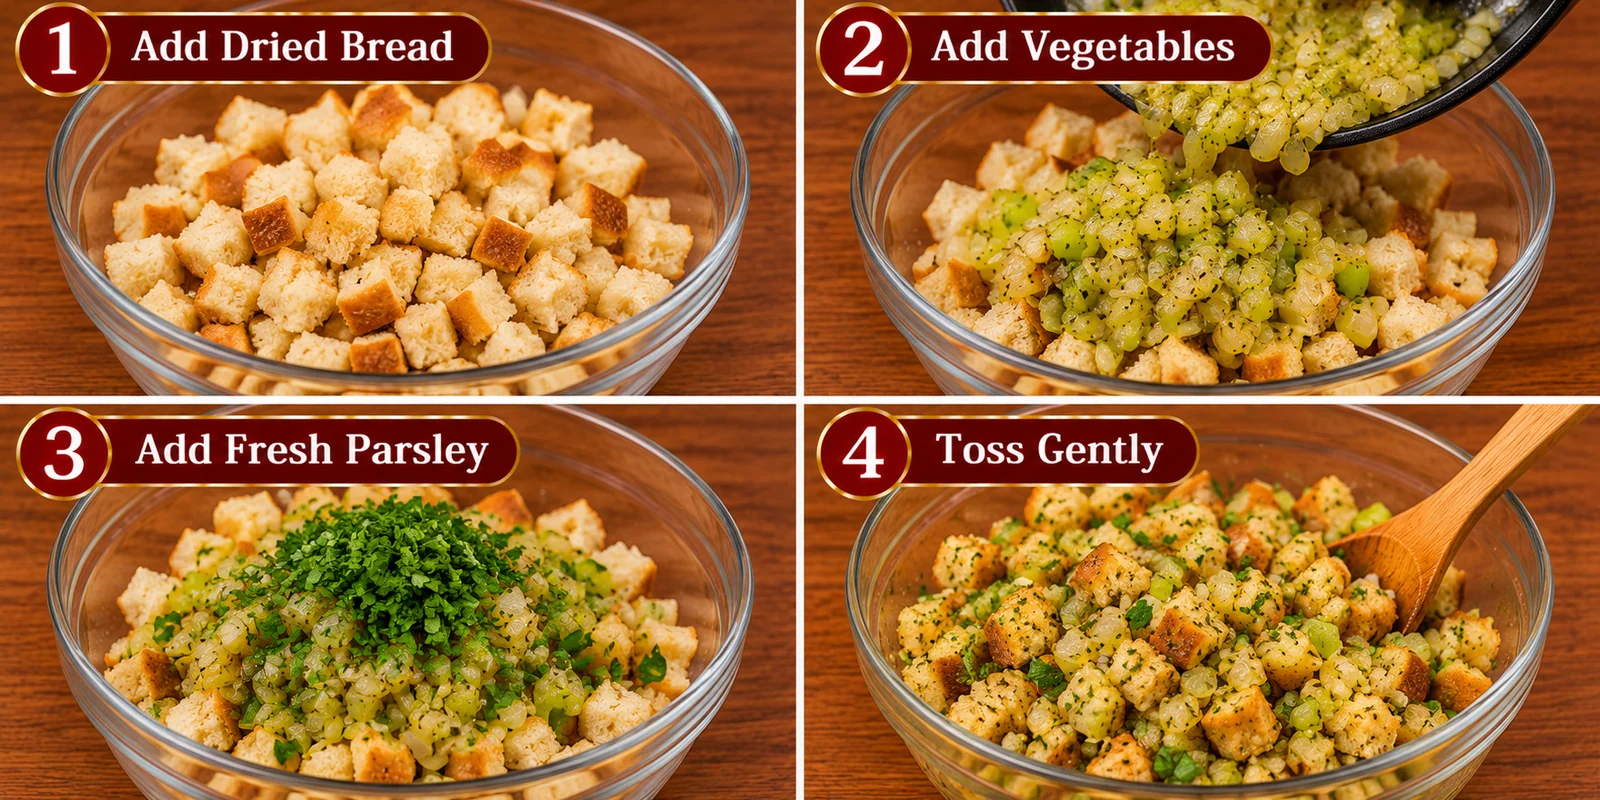 1 Add Dried Bread
2 Add Vegetables
3 Add Fresh Parsley
4 Toss Gently